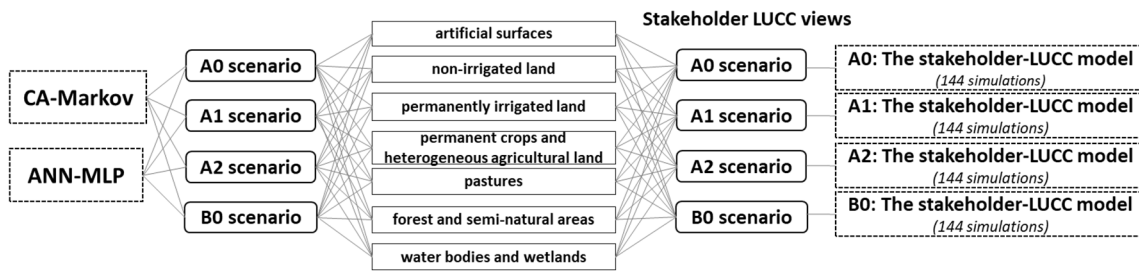 Stakeholder LUCC views
CA-Markov
ANN-MLP
A0 scenario
A1 scenario
A2 scenario
B0 scenario
artificial surfaces
non-irrigated land
permanently irrigated land
permanent crops and
heterogeneous agricultural land
pastures
forest and semi-natural areas
water bodies and wetlands
A0 scenario
A1 scenario
A2 scenario
B0 scenario
A0: The stakeholder-LUCC model
(144 simulations)
A1: The stakeholder-LUCC model
(144 simulations)
A2: The stakeholder-LUCC model
(144 simulations)
B0: The stakeholder-LUCC model
(144 simulations)